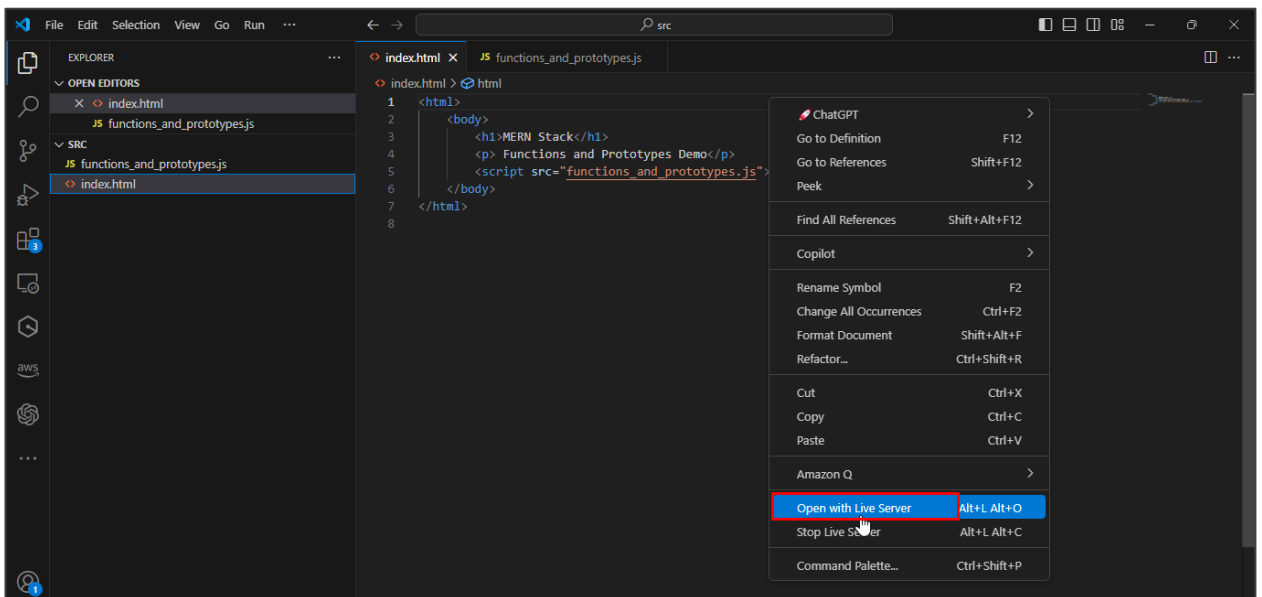 File Edit Selection View Go Run ···
src
EXPLORER ···
OPEN EDITORS
index.html
JS functions_and_prototypes.js
SRC
JS functions_and_prototypes.js
index.html
index.html JS functions_and_prototypes.js
index.html > html
1 <html>
2 <body>
3 <h1>MERN Stack</h1>
4 <p> Functions and Prototypes Demo</p>
5 <script src="functions_and_prototypes.js">
6 </body>
7 </html>
8
ChatGPT
Go to Definition F12
Go to References Shift+F12
Peek
Find All References Shift+Alt+F12
Copilot
Rename Symbol F2
Change All Occurrences Ctrl+F2
Format Document Shift+Alt+F
Refactor... Ctrl+Shift+R
Cut Ctrl+X
Copy Ctrl+C
Paste Ctrl+V
Amazon Q
Open with Live Server Alt+L Alt+O
Stop Live Alt+L Alt+C
Command Palette... Ctrl+Shift+P
3
aws
1